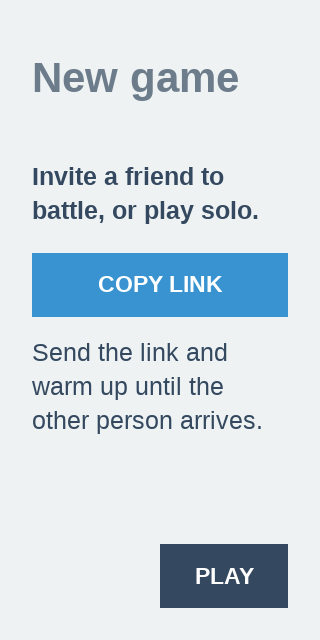 New game
Invite a friend to
battle, or play solo.
COPY LINK
Send the link and
warm up until the
other person arrives.
PLAY